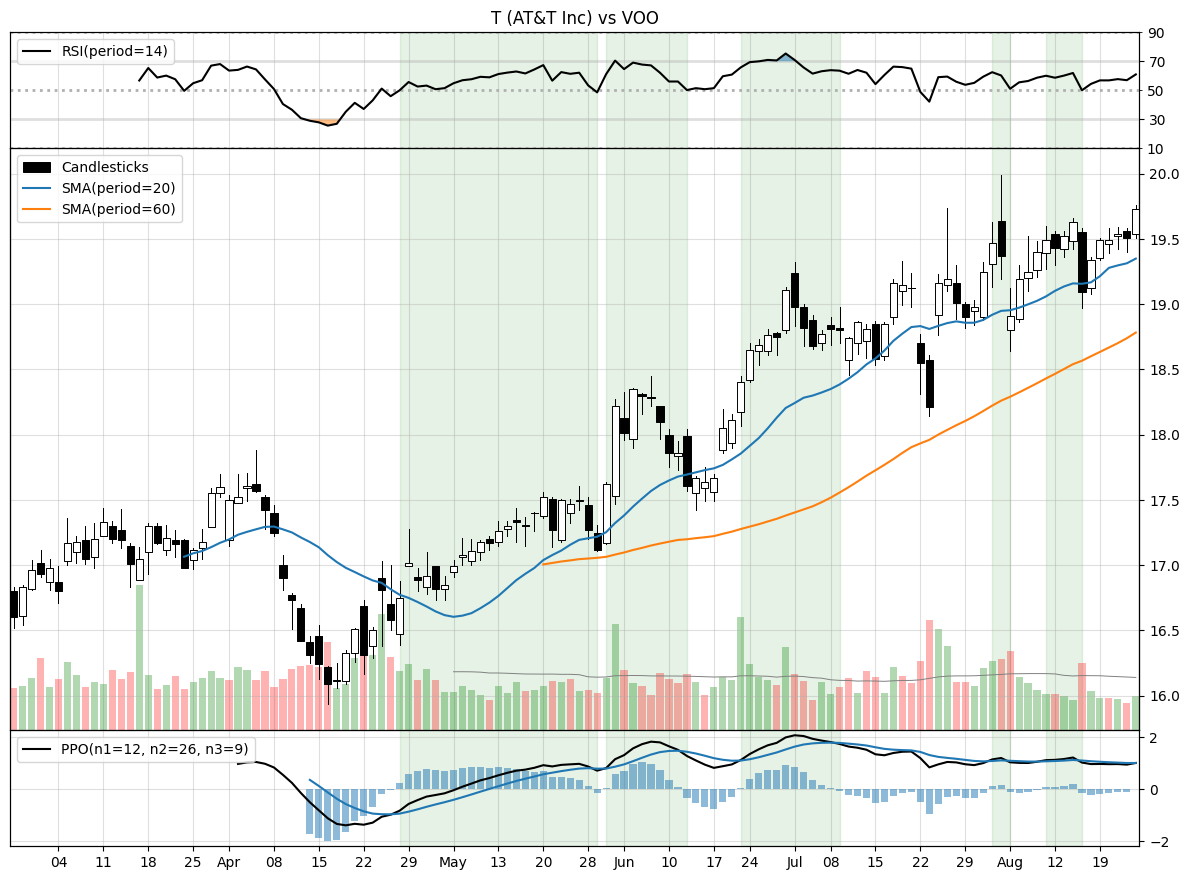 T (AT&T Inc) vs VOO
RSI(period=14)
90
70
50
30
10
Candlesticks
SMA(period=20)
SMA(period=60)
20.0
19.5
19.0
18.5
18.0
17.5
17.0
16.5
16.0
PPO(n1=12, n2=26, n3=9)
2
0
−2
04 11 18 25 Apr 08 15 22 29 May 13 20 28 Jun 10 17 24 Jul 08 15 22 29 Aug 12 19